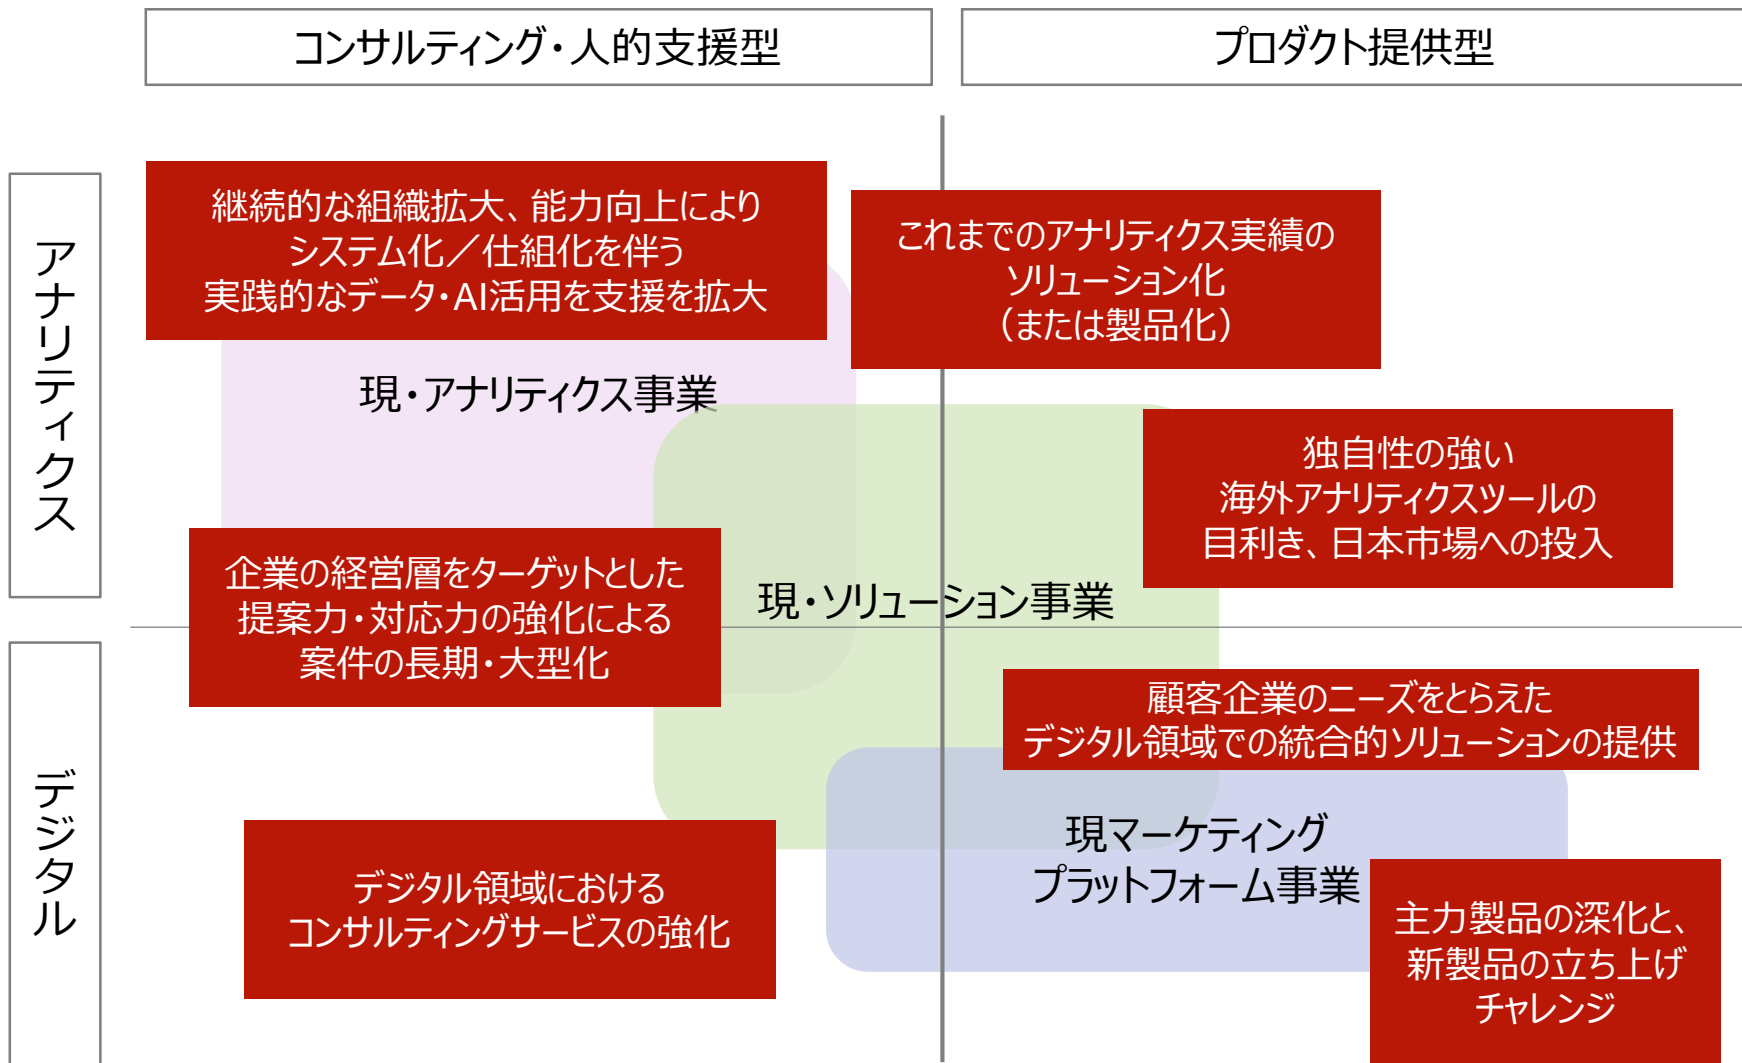 コンサルティング・人的支援型
プロダクト提供型
アナリティクス
継続的な組織拡大、能力向上により
システム化／仕組化を伴う
実践的なデータ・AI活用を支援を拡大
これまでのアナリティクス実績の
ソリューション化
（または製品化）
現・アナリティクス事業
独自性の強い
海外アナリティクスツールの
目利き、日本市場への投入
企業の経営層をターゲットとした
提案力・対応力の強化による
案件の長期・大型化
現・ソリューション事業
デジタル
顧客企業のニーズをとらえた
デジタル領域での統合的ソリューションの提供
現マーケティング
プラットフォーム事業
デジタル領域における
コンサルティングサービスの強化
主力製品の深化と、
新製品の立ち上げ
チャレンジ